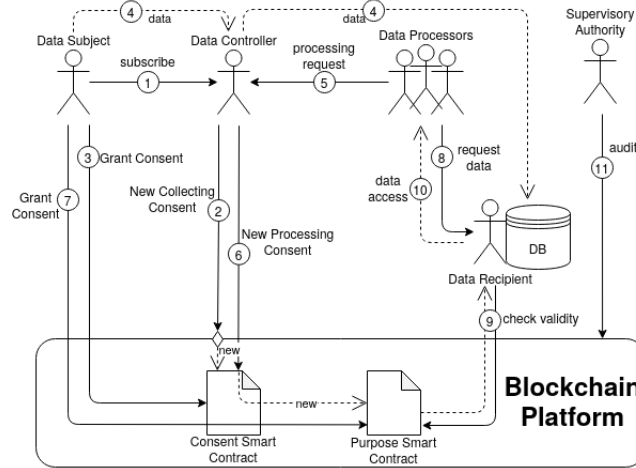 4
data
4
data
Supervisory
Authority
Data Subject
Data Controller
Data Processors
subscribe
1
processing
request
5
3
Grant Consent
8
request
data
audit
11
Grant
Consent
7
New Collecting
Consent
2
data
access
10
New Processing
Consent
6
DB
Data Recipient
9
check validity
new
new
Blockchain
Platform
Consent Smart
Contract
Purpose Smart
Contract